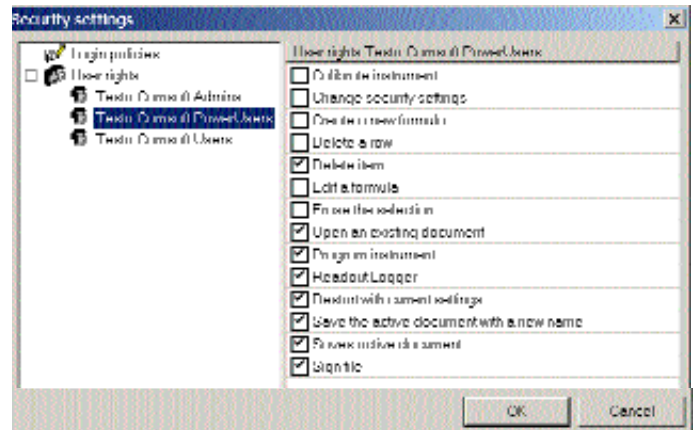 Security settings
Login policies
User rights
Testo Comsoft Admins
Testo Comsoft PowerUsers
Testo Comsoft Users
User rights Testo Comsoft PowerUsers
Calibrate instrument
Change security settings
Create a new formula
Delete a row
Delete item
Edit a formula
Erase the selection
Open an existing document
Program instrument
Readout Logger
Restart with current settings
Save the active document with a new name
Saves active document
Sign file
OK
Cancel